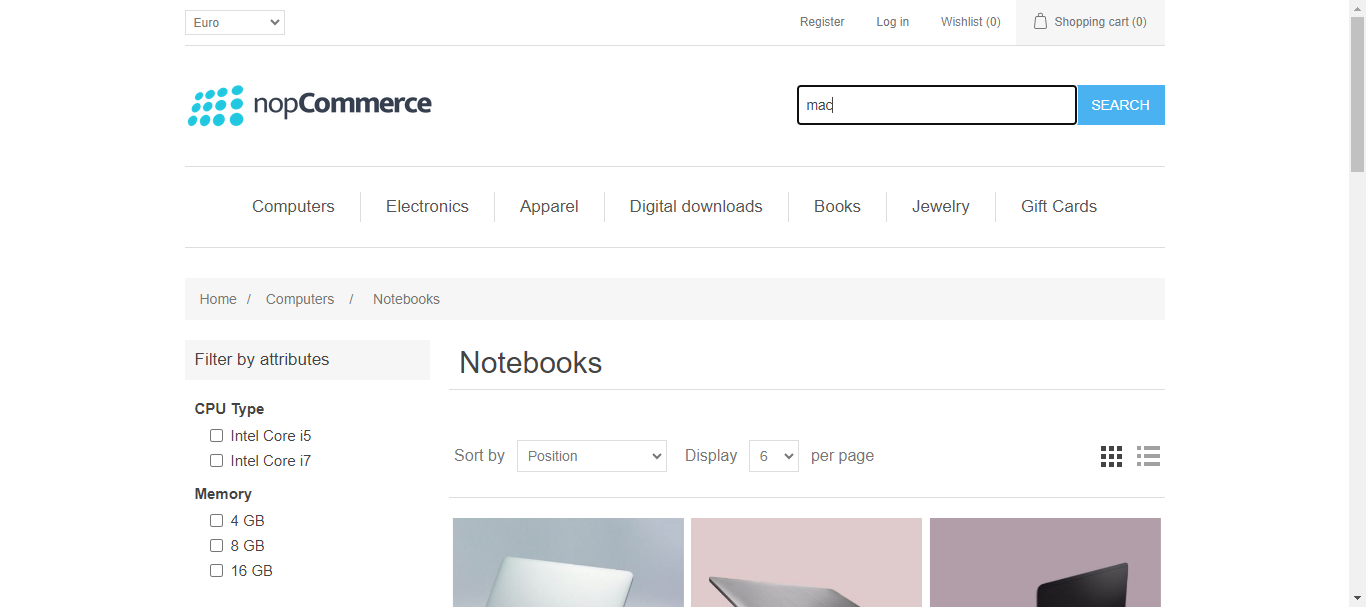 Euro Register Log in Wishlist (0) Shopping cart (0)
nopCommerce mac SEARCH
Computers Electronics Apparel Digital downloads Books Jewelry Gift Cards
Home / Computers / Notebooks
Filter by attributes
CPU Type
Intel Core i5
Intel Core i7
Memory
4 GB
8 GB
16 GB
Notebooks
Sort by Position Display 6 per page